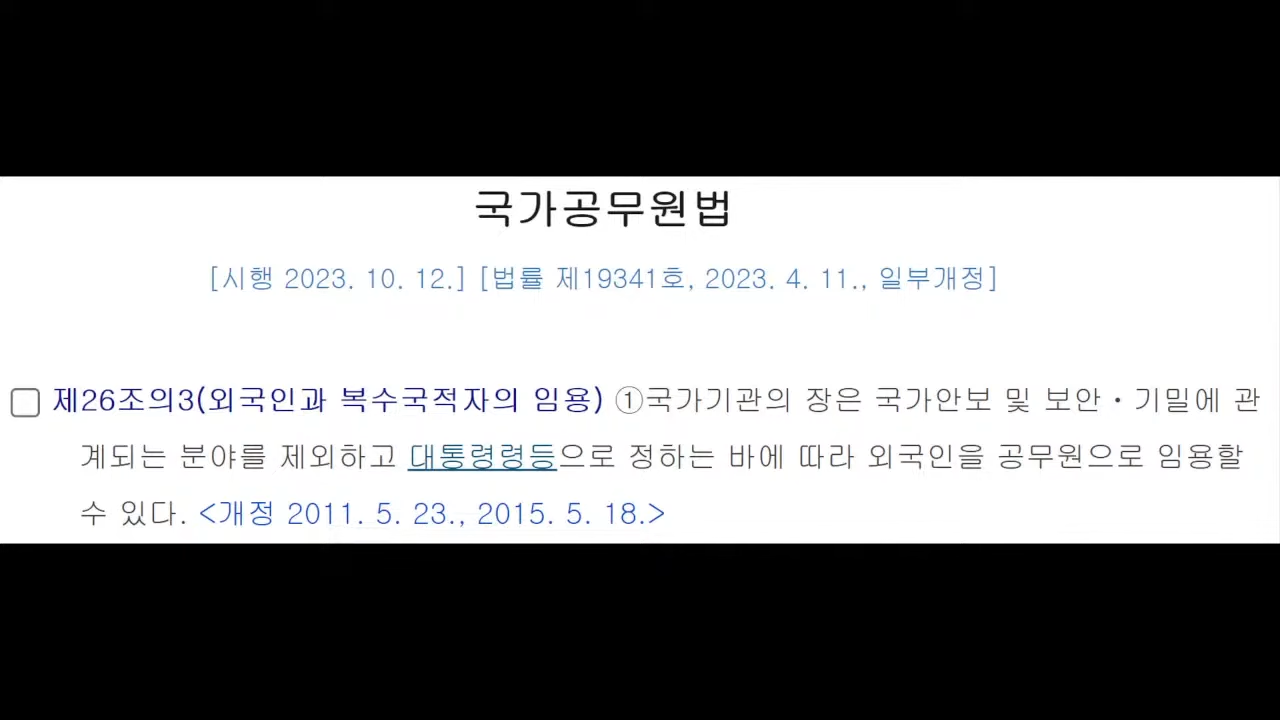 국가공무원법
[시행 2023. 10. 12.] [법률 제19341호, 2023. 4. 11., 일부개정]
제26조의3(외국인과 복수국적자의 임용) ①국가기관의 장은 국가안보 및 보안・기밀에 관
계되는 분야를 제외하고 대통령령등으로 정하는 바에 따라 외국인을 공무원으로 임용할
수 있다. <개정 2011. 5. 23., 2015. 5. 18.>